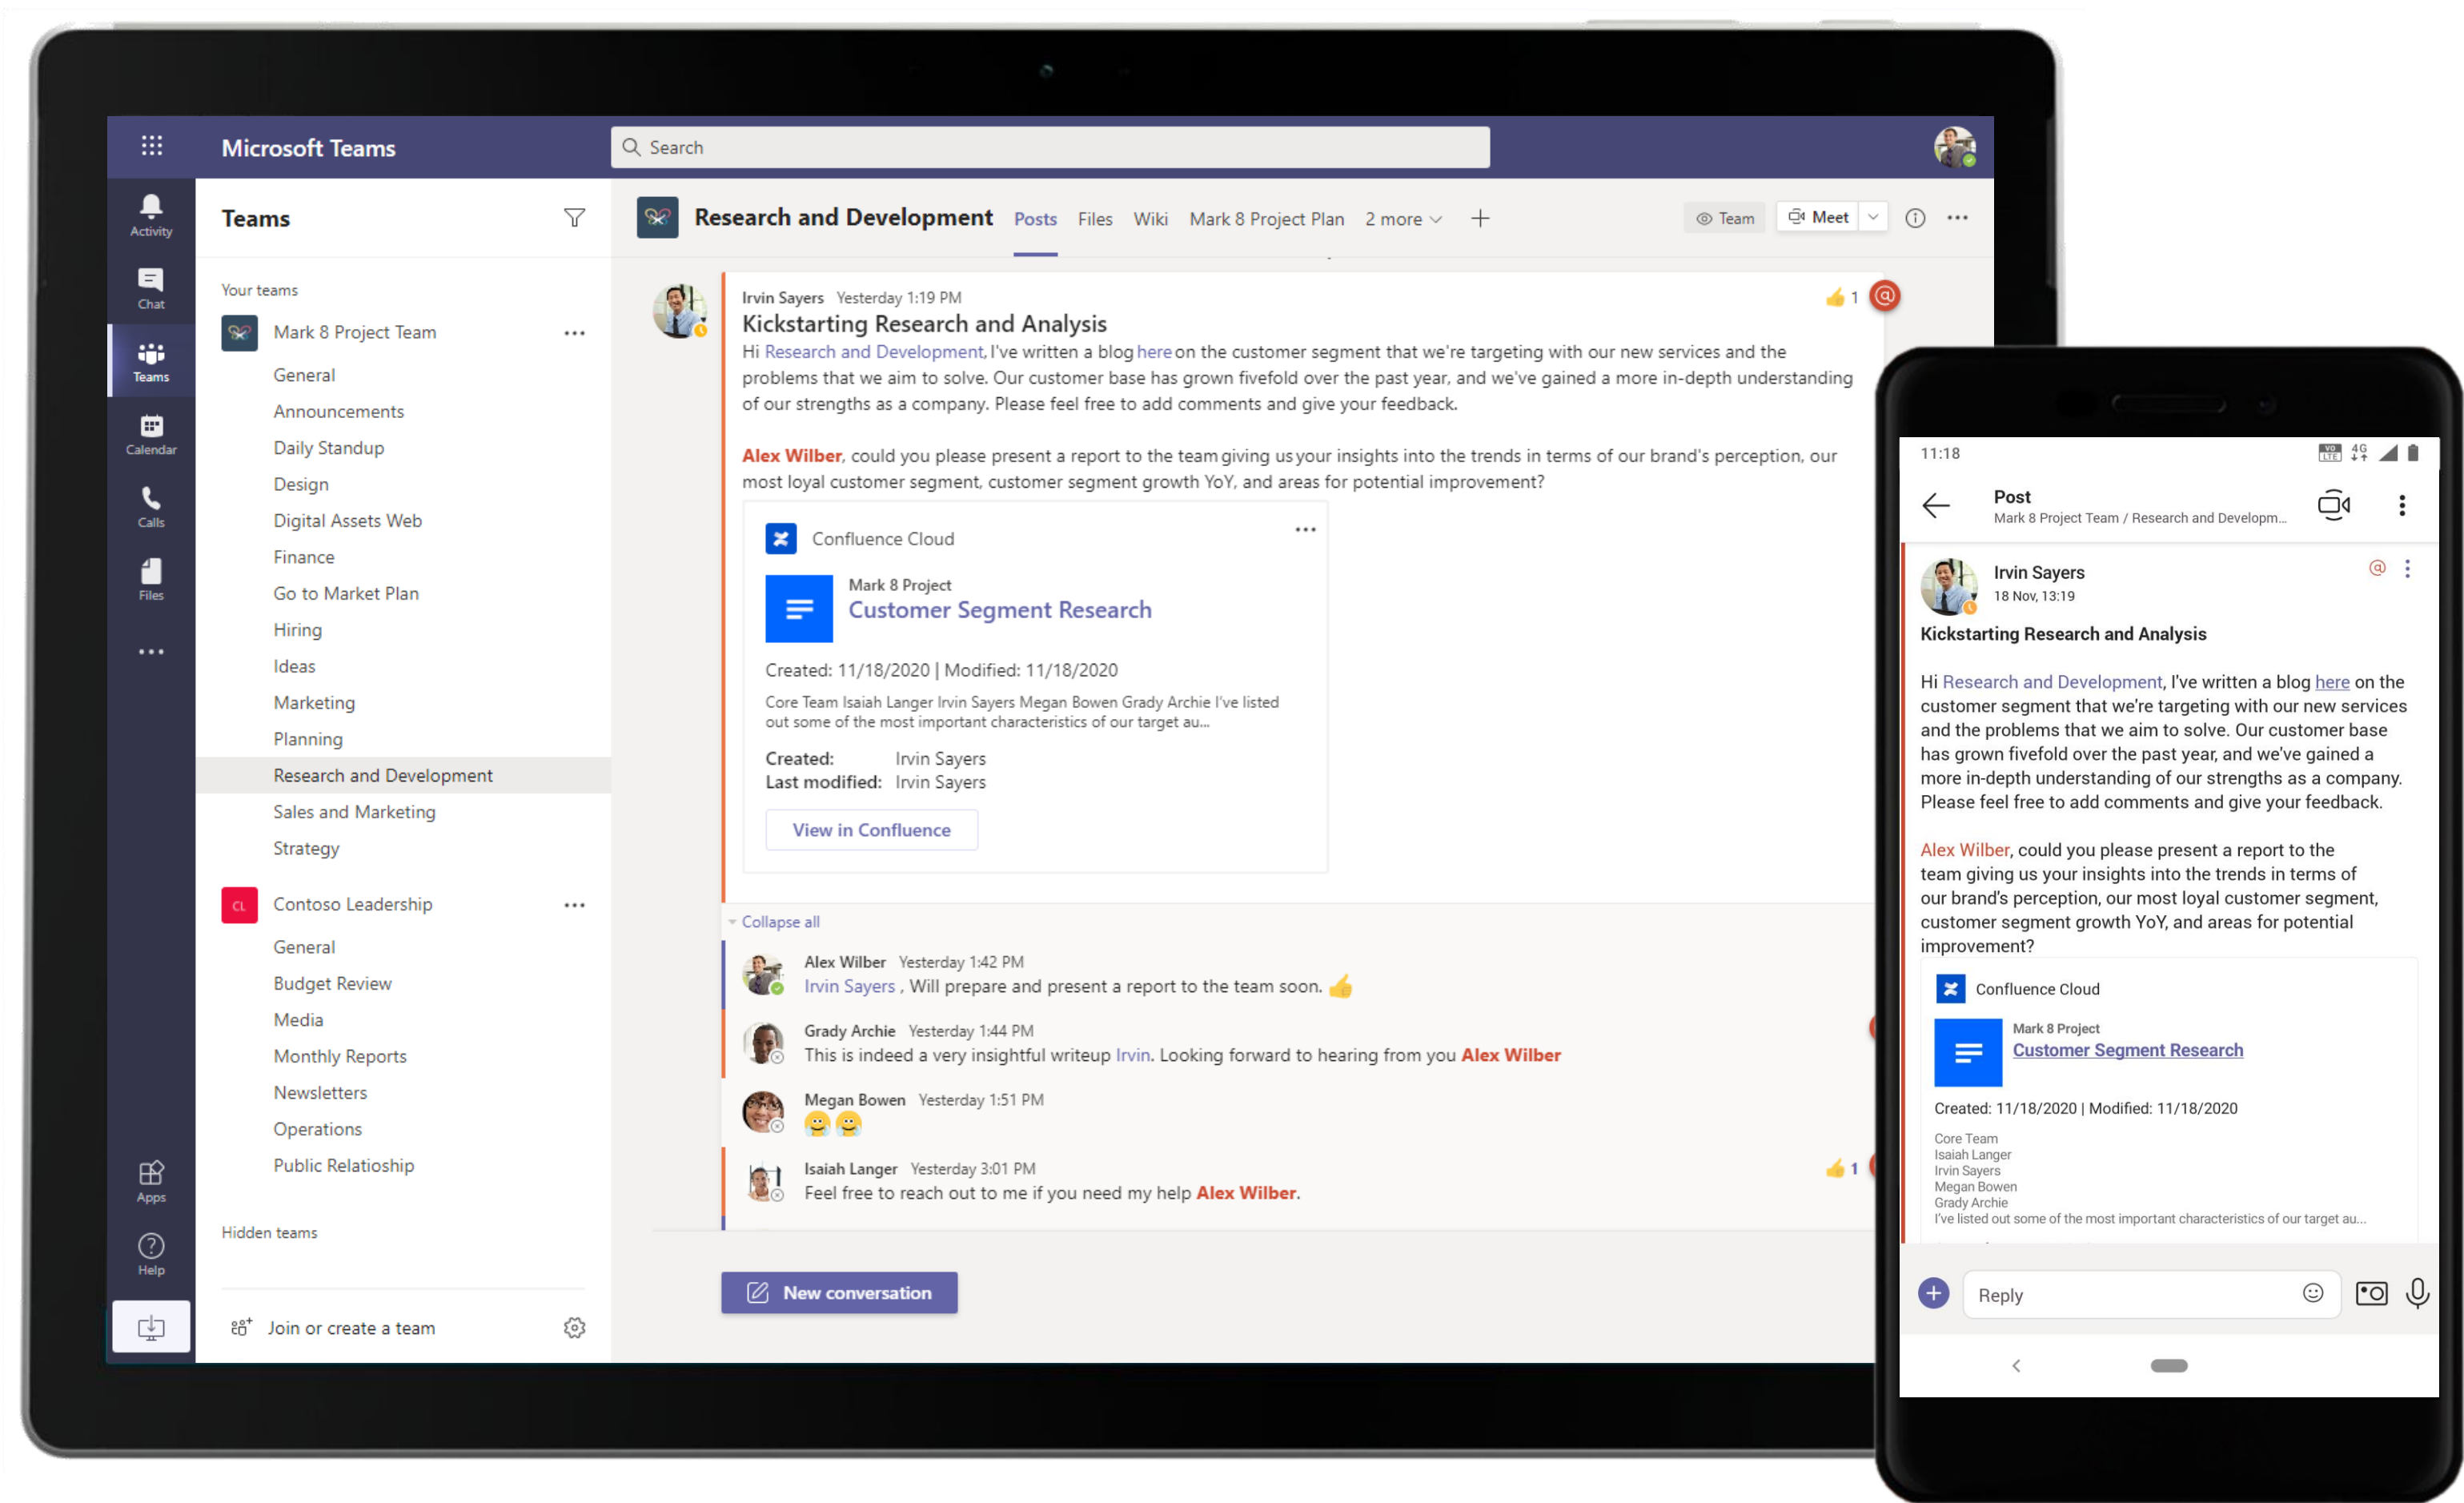 Microsoft Teams
Search
Activity
Chat
Teams
Calendar
Calls
Files
Apps
Help
Teams
Your teams
Mark 8 Project Team
General
Announcements
Daily Standup
Design
Digital Assets Web
Finance
Go to Market Plan
Hiring
Ideas
Marketing
Planning
Research and Development
Sales and Marketing
Strategy
CL Contoso Leadership
General
Budget Review
Media
Monthly Reports
Newsletters
Operations
Public Relatioship
Hidden teams
Join or create a team
Research and Development Posts Files Wiki Mark 8 Project Plan 2 more Team Meet
Irvin Sayers Yesterday 1:19 PM 1
Kickstarting Research and Analysis
Hi Research and Development, I've written a blog here on the customer segment that we're targeting with our new services and the
problems that we aim to solve. Our customer base has grown fivefold over the past year, and we've gained a more in-depth understanding
of our strengths as a company. Please feel free to add comments and give your feedback.
Alex Wilber, could you please present a report to the team giving us your insights into the trends in terms of our brand's perception, our
most loyal customer segment, customer segment growth YoY, and areas for potential improvement?
Confluence Cloud
Mark 8 Project
Customer Segment Research
Created: 11/18/2020 | Modified: 11/18/2020
Core Team Isaiah Langer Irvin Sayers Megan Bowen Grady Archie I've listed
out some of the most important characteristics of our target au...
Created: Irvin Sayers
Last modified: Irvin Sayers
View in Confluence
Collapse all
Alex Wilber Yesterday 1:42 PM
Irvin Sayers , Will prepare and present a report to the team soon. 👍
Grady Archie Yesterday 1:44 PM
This is indeed a very insightful writeup Irvin. Looking forward to hearing from you Alex Wilber
Megan Bowen Yesterday 1:51 PM
Isaiah Langer Yesterday 3:01 PM 1
Feel free to reach out to me if you need my help Alex Wilber.
New conversation
11:18 VO LTE 4G
Post
Mark 8 Project Team / Research and Developm...
Irvin Sayers
18 Nov, 13:19
Kickstarting Research and Analysis
Hi Research and Development, I've written a blog here on the
customer segment that we're targeting with our new services
and the problems that we aim to solve. Our customer base
has grown fivefold over the past year, and we've gained a
more in-depth understanding of our strengths as a company.
Please feel free to add comments and give your feedback.
Alex Wilber, could you please present a report to the
team giving us your insights into the trends in terms of
our brand's perception, our most loyal customer segment,
customer segment growth YoY, and areas for potential
improvement?
Confluence Cloud
Mark 8 Project
Customer Segment Research
Created: 11/18/2020 | Modified: 11/18/2020
Core Team
Isaiah Langer
Irvin Sayers
Megan Bowen
Grady Archie
I've listed out some of the most important characteristics of our target au...
Reply